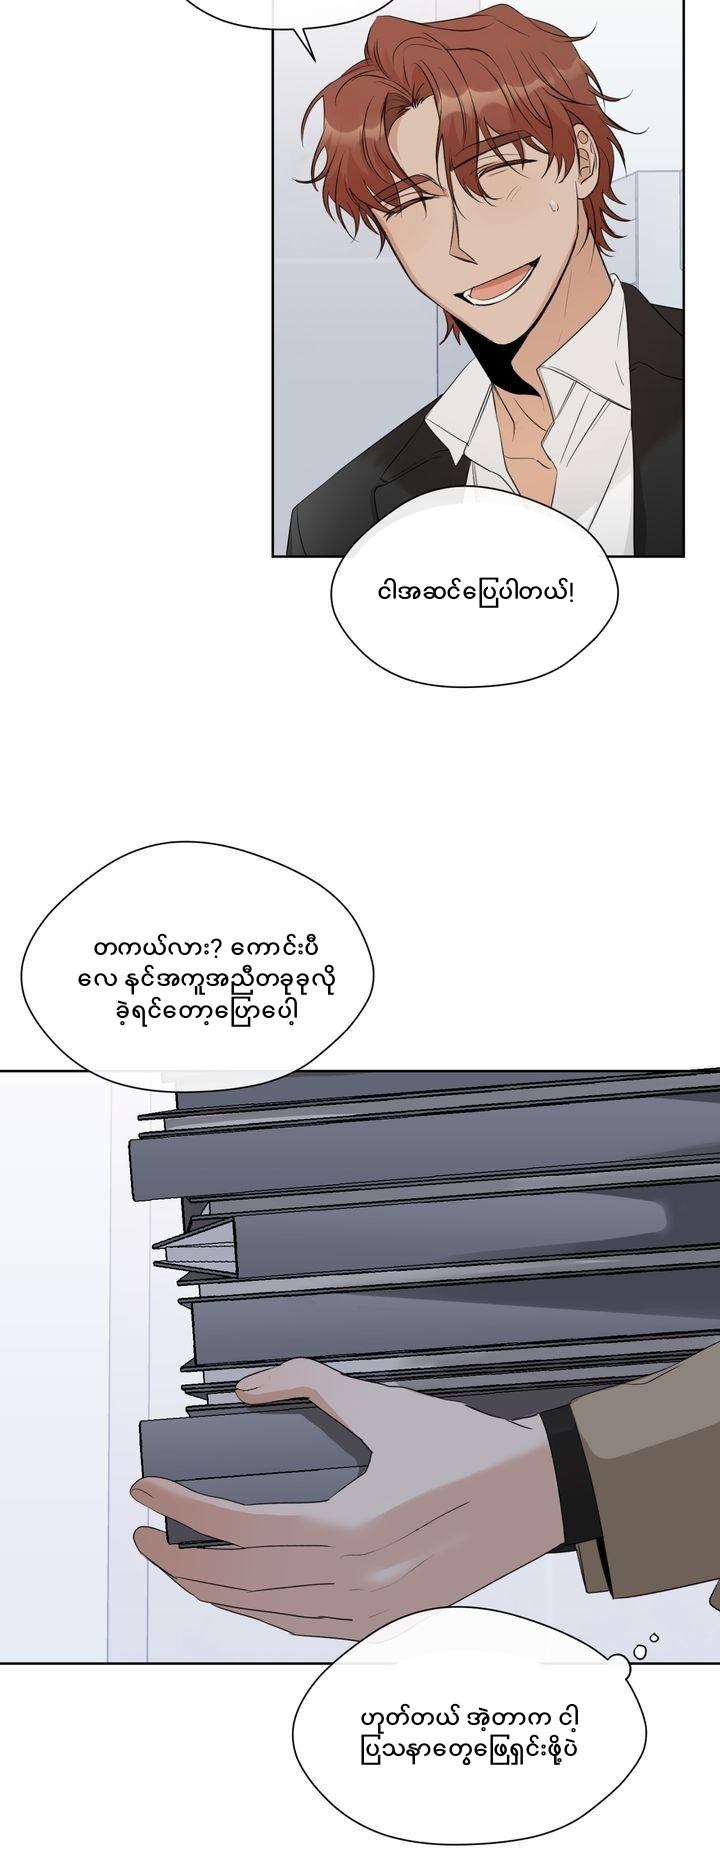 ငါအဆင်ပြေပါတယ်!
တကယ်လား? ကောင်းပီ
လေ နင်အကူအညီတခုခုလို
ခဲ့ရင်တော့ပြောပေါ့
ဟုတ်တယ် အဲ့တာက ငါ့
ပြသနာတွေဖြေရှင်းဖို့ပဲ